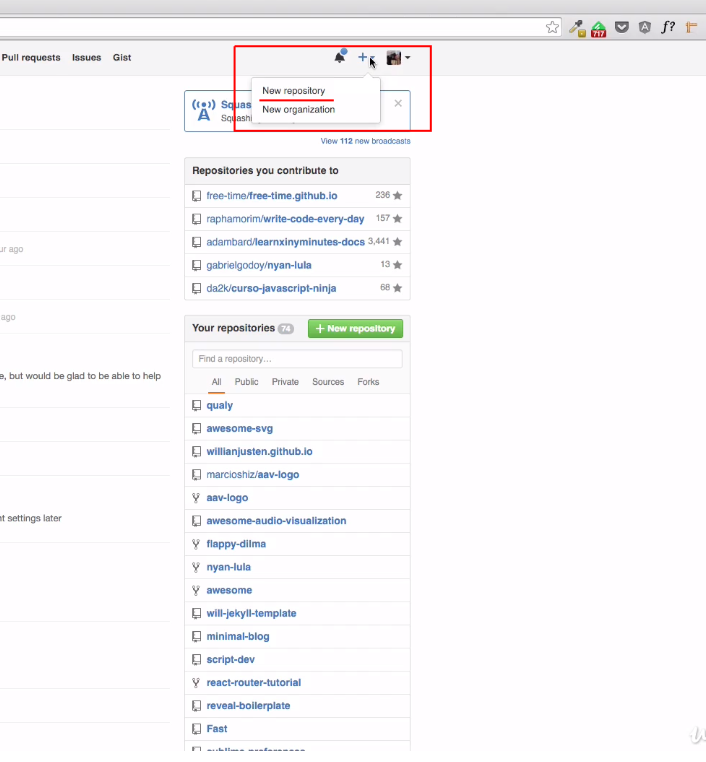 717
f?
Pull requests Issues Gist
New repository
New organization
Squas
Squash
View 112 new broadcasts
Repositories you contribute to
free-time/free-time.github.io 236
raphamorim/write-code-every-day 157
adambard/learnxinyminutes-docs 3,441
gabrielgodoy/nyan-lula 13
da2k/curso-javascript-ninja 68
Your repositories 74 New repository
Find a repository…
All Public Private Sources Forks
qualy
awesome-svg
willianjusten.github.io
marcioshiz/aav-logo
aav-logo
awesome-audio-visualization
flappy-dilma
nyan-lula
awesome
will-jekyll-template
minimal-blog
script-dev
react-router-tutorial
reveal-boilerplate
Fast
ur ago
ago
e, but would be glad to be able to help
nt settings later